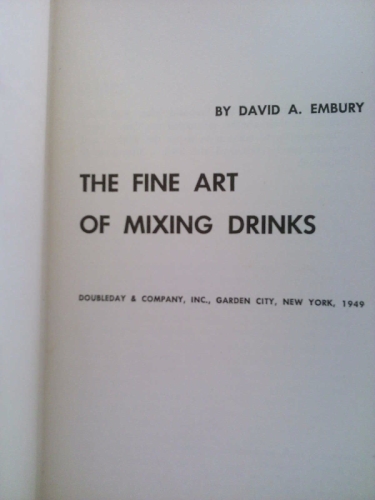 BY DAVID A. EMBURY
THE FINE ART
OF MIXING DRINKS
DOUBLEDAY & COMPANY, INC., GARDEN CITY, NEW YORK, 1949